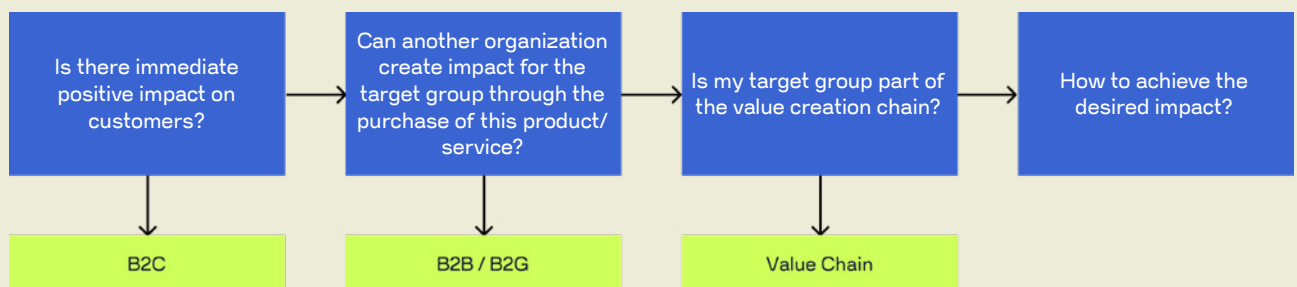 Is there immediate
positive impact on
customers?
Can another organization
create impact for the
target group through the
purchase of this product/
service?
Is my target group part of
the value creation chain?
How to achieve the
desired impact?
B2C
B2B / B2G
Value Chain